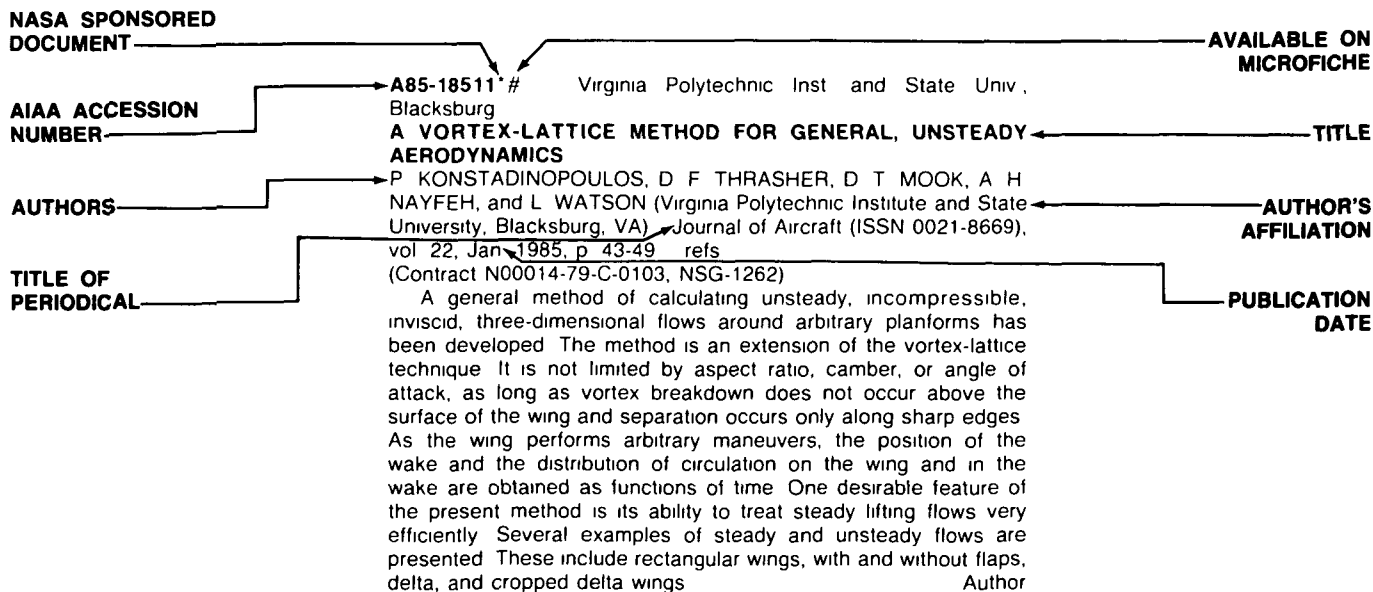 NASA SPONSORED
DOCUMENT
AVAILABLE ON
MICROFICHE
AIAA ACCESSION
NUMBER
TITLE
AUTHORS
AUTHOR'S
AFFILIATION
TITLE OF
PERIODICAL
PUBLICATION
DATE
A85-18511*# Virginia Polytechnic Inst and State Univ ,
Blacksburg
A VORTEX-LATTICE METHOD FOR GENERAL, UNSTEADY
AERODYNAMICS
P KONSTADINOPOULOS, D F THRASHER, D T MOOK, A H
NAYFEH, and L WATSON (Virginia Polytechnic Institute and State
University, Blacksburg, VA) Journal of Aircraft (ISSN 0021-8669),
vol 22, Jan 1985, p 43-49 refs
(Contract N00014-79-C-0103, NSG-1262)
A general method of calculating unsteady, incompressible,
inviscid, three-dimensional flows around arbitrary planforms has
been developed The method is an extension of the vortex-lattice
technique It is not limited by aspect ratio, camber, or angle of
attack, as long as vortex breakdown does not occur above the
surface of the wing and separation occurs only along sharp edges
As the wing performs arbitrary maneuvers, the position of the
wake and the distribution of circulation on the wing and in the
wake are obtained as functions of time One desirable feature of
the present method is its ability to treat steady lifting flows very
efficiently Several examples of steady and unsteady flows are
presented These include rectangular wings, with and without flaps,
delta, and cropped delta wings Author